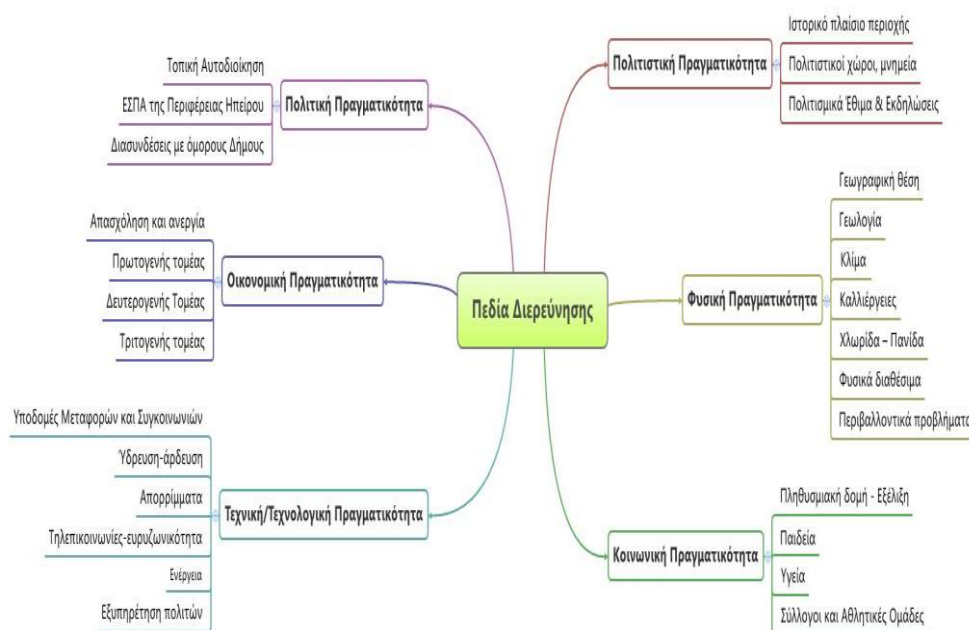 Πεδία Διερεύνησης
Πολιτιστική Πραγματικότητα
Ιστορικό πλαίσιο περιοχής
Πολιτιστικοί χώροι, μνημεία
Πολιτισμικά Έθιμα & Εκδηλώσεις
Φυσική Πραγματικότητα
Γεωγραφική θέση
Γεωλογία
Κλίμα
Καλλιέργειες
Χλωρίδα – Πανίδα
Φυσικά διαθέσιμα
Περιβαλλοντικά προβλήματα
Κοινωνική Πραγματικότητα
Πληθυσμιακή δομή - Εξέλιξη
Παιδεία
Υγεία
Σύλλογοι και Αθλητικές Ομάδες
Πολιτική Πραγματικότητα
Τοπική Αυτοδιοίκηση
ΕΣΠΑ της Περιφέρειας Ηπείρου
Διασυνδέσεις με όμορους Δήμους
Οικονομική Πραγματικότητα
Απασχόληση και ανεργία
Πρωτογενής τομέας
Δευτερογενής Τομέας
Τριτογενής τομέας
Τεχνική/Τεχνολογική Πραγματικότητα
Υποδομές Μεταφορών και Συγκοινωνιών
Ύδρευση-άρδευση
Απορρίμματα
Τηλεπικοινωνίες-ευρυζωνικότητα
Ενέργεια
Εξυπηρέτηση πολιτών